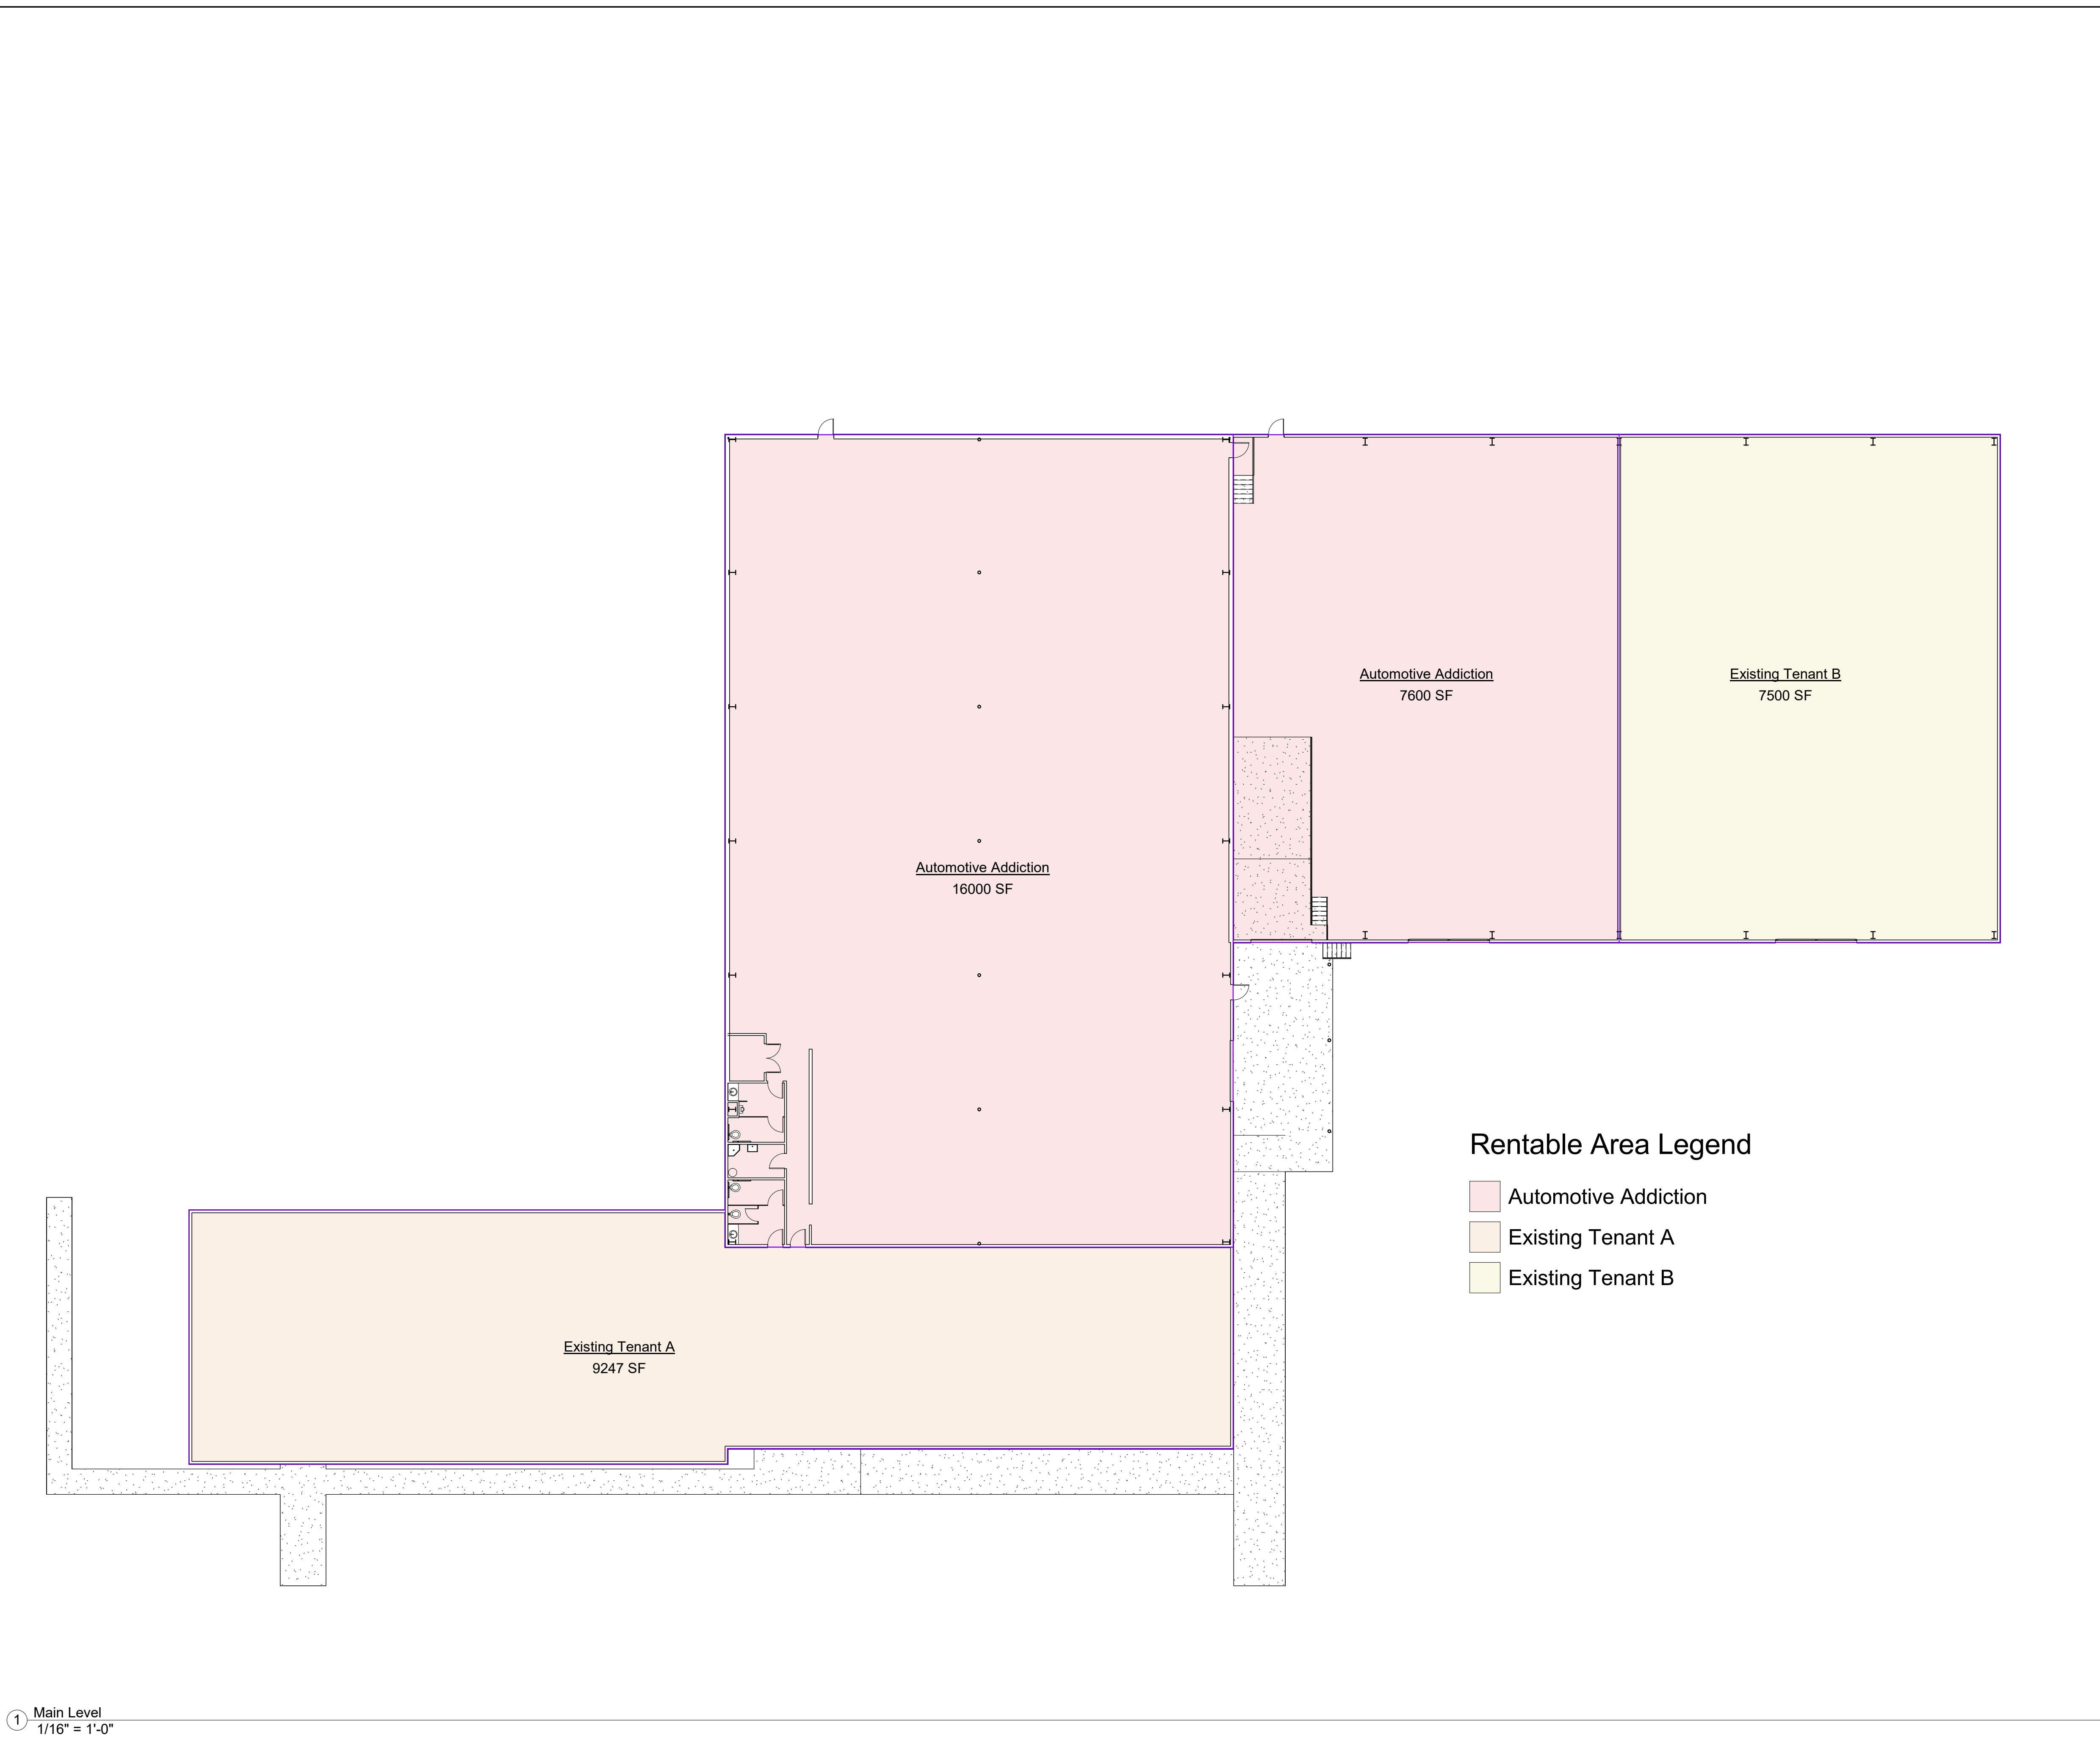 Automotive Addiction
7600 SF
Existing Tenant B
7500 SF
Automotive Addiction
16000 SF
Rentable Area Legend
Automotive Addiction
Existing Tenant A
Existing Tenant B
Existing Tenant A
9247 SF
1
Main Level
1/16" = 1'-0"